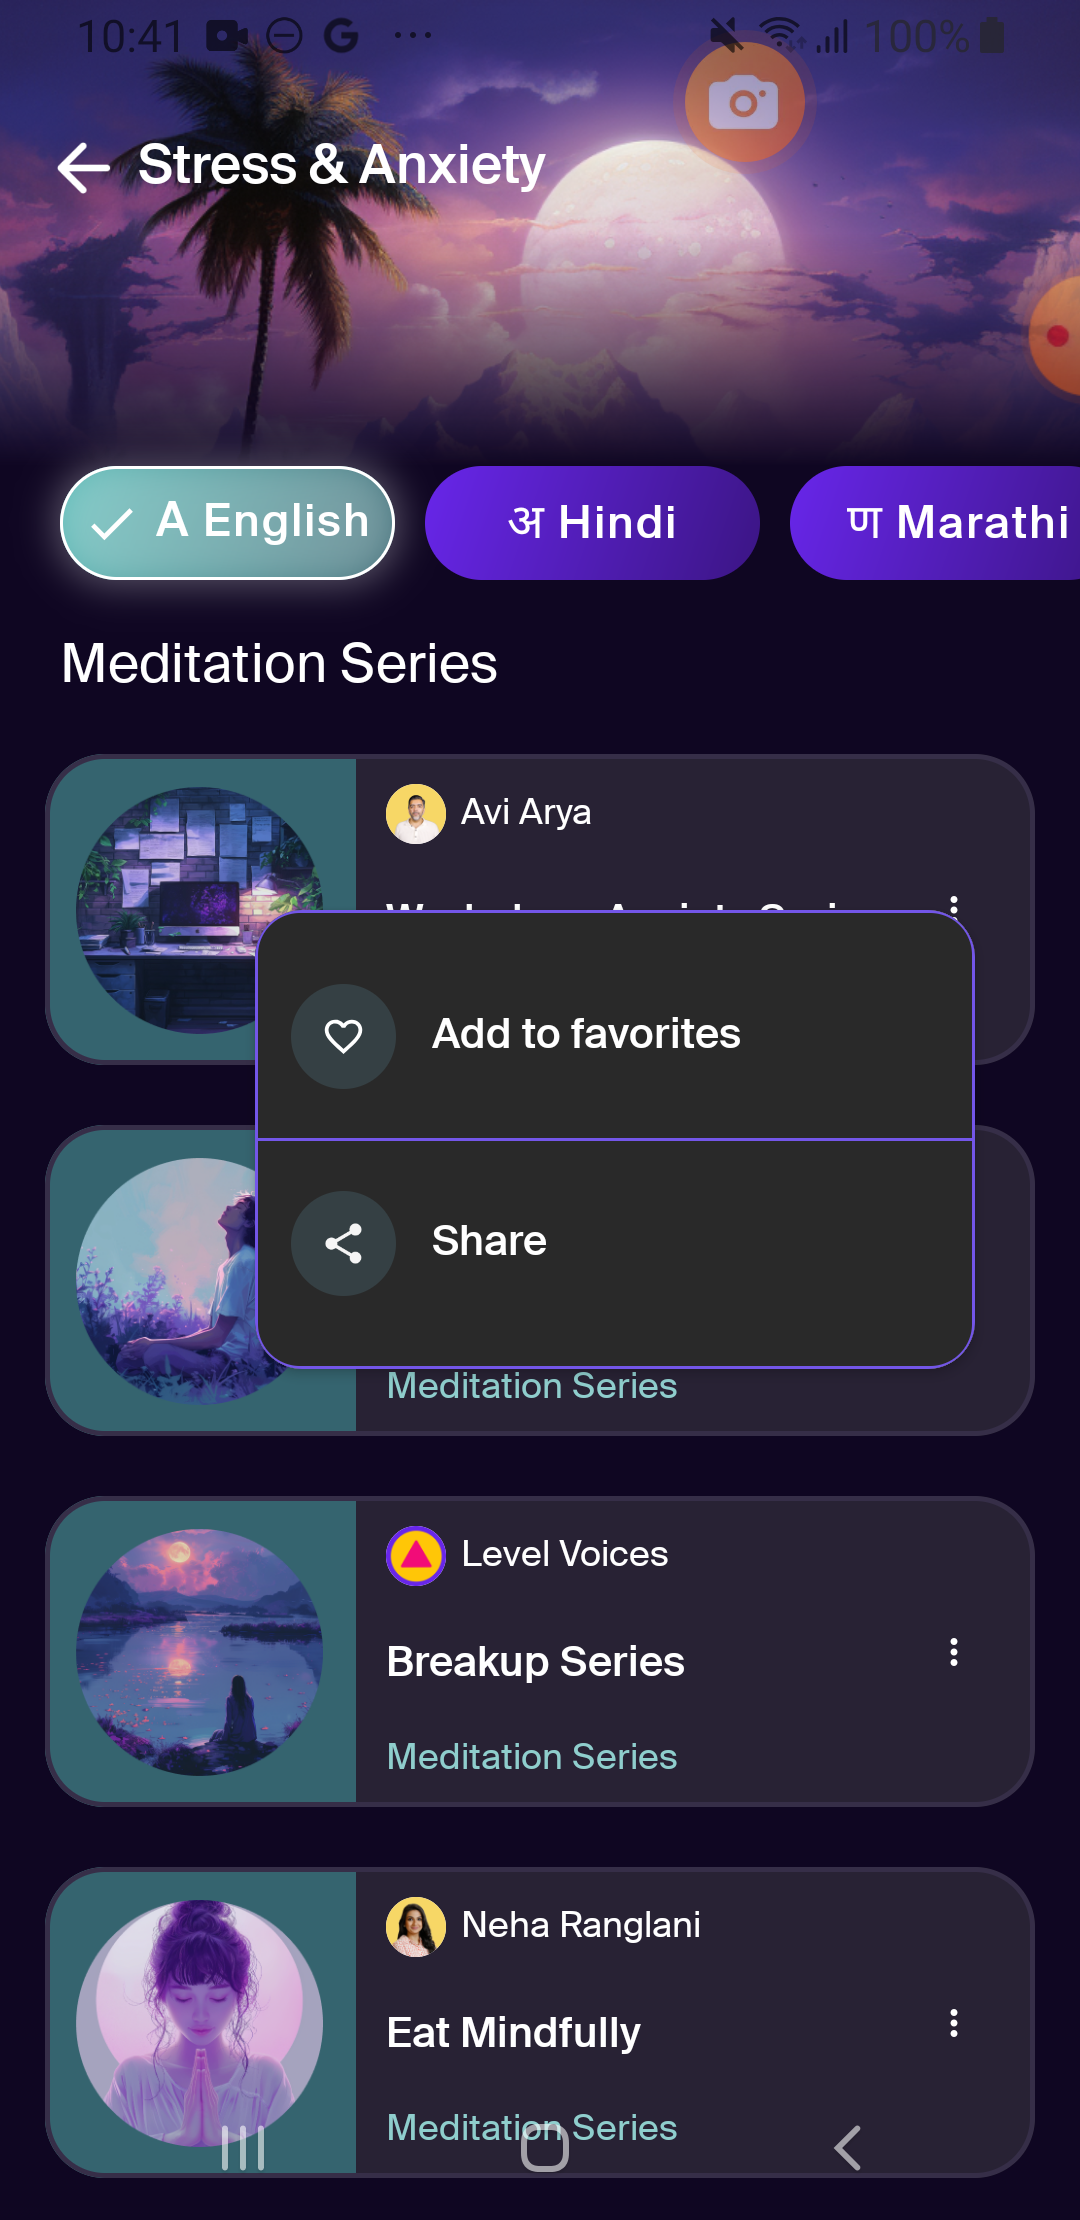 10:41
100%
Stress & Anxiety
A English
अ Hindi
ण Marathi
Meditation Series
Avi Arya
Add to favorites
Share
Meditation Series
Level Voices
Breakup Series
Meditation Series
Neha Ranglani
Eat Mindfully
Meditation Series